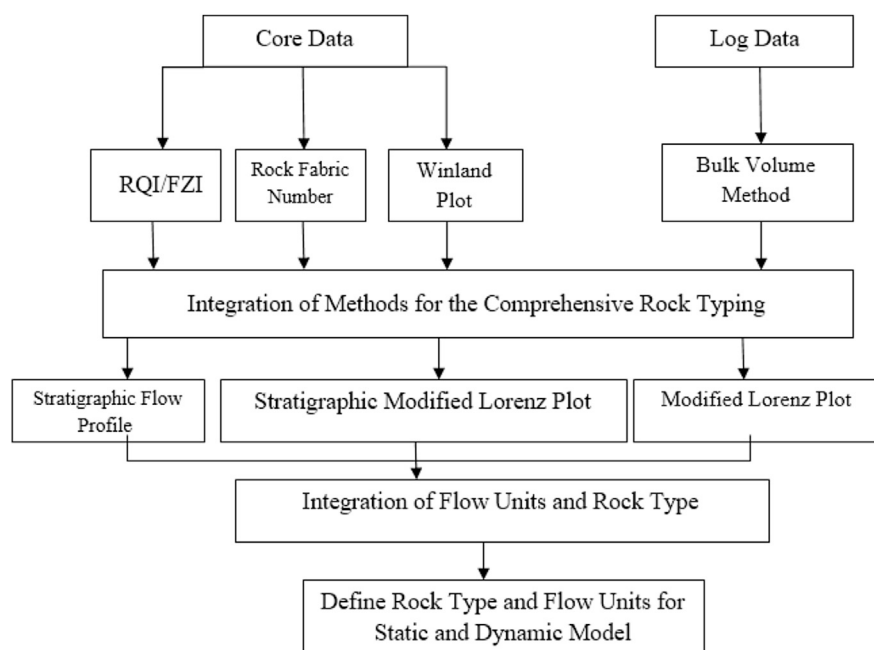 Core Data
Log Data
RQI/FZI
Rock Fabric
Number
Winland
Plot
Bulk Volume
Method
Integration of Methods for the Comprehensive Rock Typing
Stratigraphic Flow
Profile
Stratigraphic Modified Lorenz Plot
Modified Lorenz Plot
Integration of Flow Units and Rock Type
Define Rock Type and Flow Units for
Static and Dynamic Model